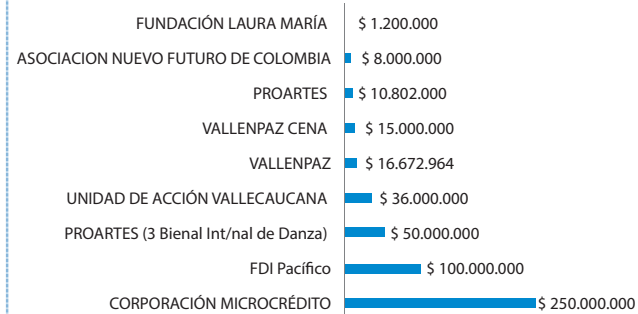 FUNDACIÓN LAURA MARÍA $ 1.200.000
ASOCIACION NUEVO FUTURO DE COLOMBIA $ 8.000.000
PROARTES $ 10.802.000
VALLENPAZ CENA $ 15.000.000
VALLENPAZ $ 16.672.964
UNIDAD DE ACCIÓN VALLECAUCANA $ 36.000.000
PROARTES (3 Bienal Int/nal de Danza) $ 50.000.000
FDI Pacífico $ 100.000.000
CORPORACIÓN MICROCRÉDITO $ 250.000.000